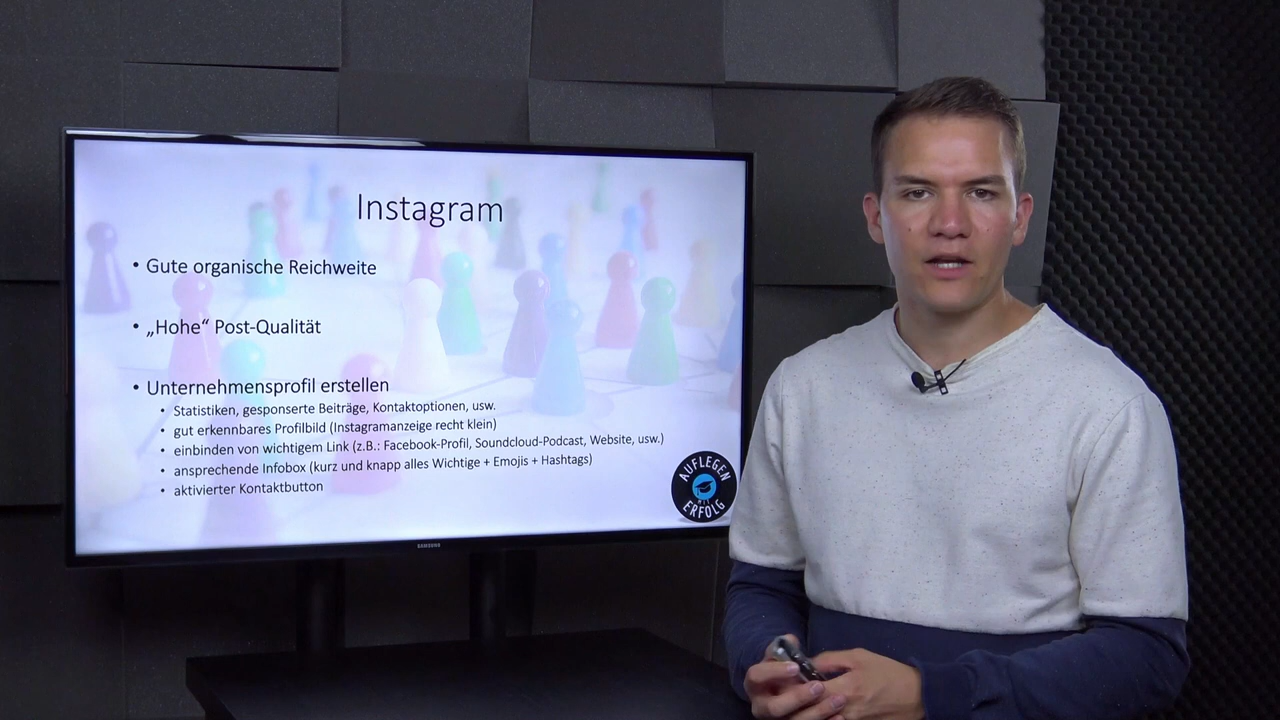 Instagram
• Gute organische Reichweite
• „Hohe“ Post-Qualität
• Unternehmensprofil erstellen
• Statistiken, gesponserte Beiträge, Kontaktoptionen, usw.
• gut erkennbares Profilbild (Instagramanzeige recht klein)
• einbinden von wichtigem Link (z.B.: Facebook-Profil, Soundcloud-Podcast, Website, usw.)
• ansprechende Infobox (kurz und knapp alles Wichtige + Emojis + Hashtags)
• aktivierter Kontaktbutton
AUFLEGEN
mit
ERFOLG
SAMSUNG